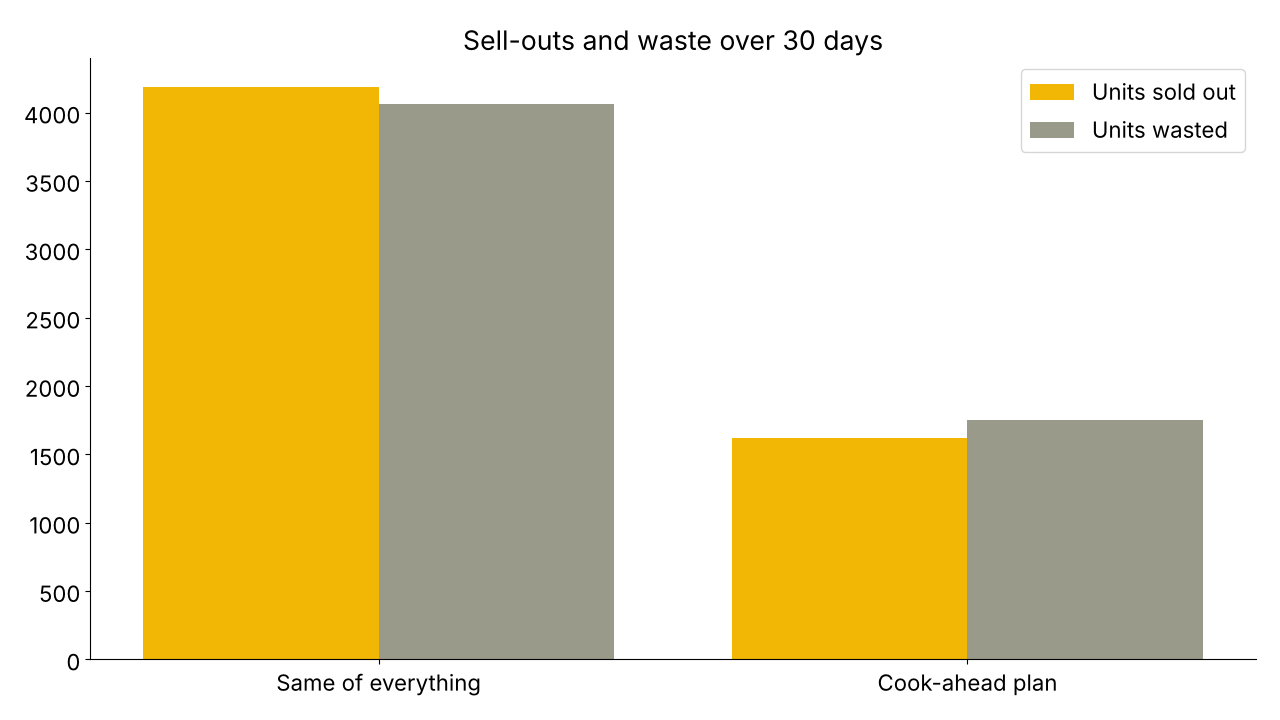 Sell-outs and waste over 30 days
Units sold out
Units wasted
4000
3500
3000
2500
2000
1500
1000
500
0
Same of everything
Cook-ahead plan